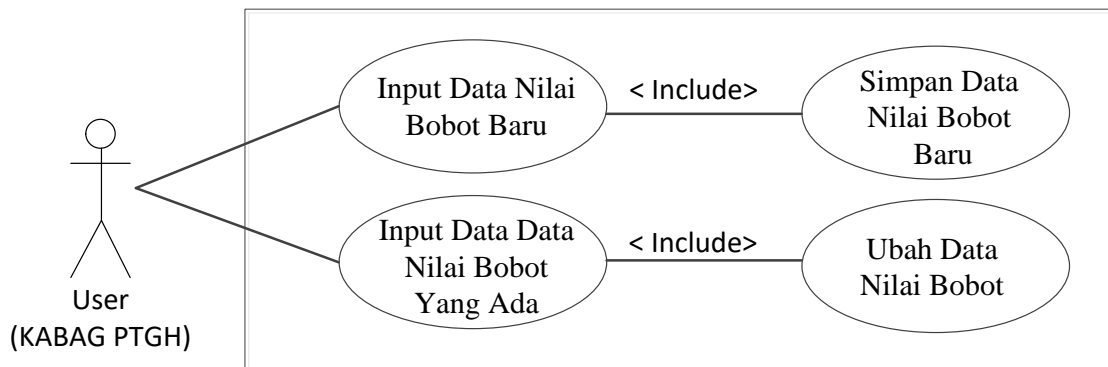 Input Data Nilai
Bobot Baru
< Include>
Simpan Data
Nilai Bobot
Baru
Input Data Data
Nilai Bobot
Yang Ada
< Include>
Ubah Data
Nilai Bobot
User
(KABAG PTGH)